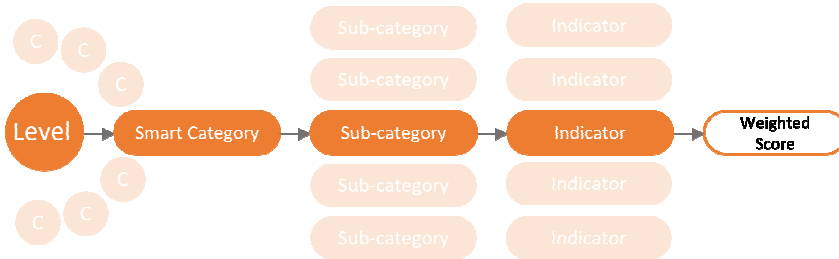 C
C
C
Level
C
C
C
Smart Category
Sub-category
Sub-category
Sub-category
Sub-category
Sub-category
Indicator
Indicator
Indicator
Indicator
Indicator
Weighted
Score